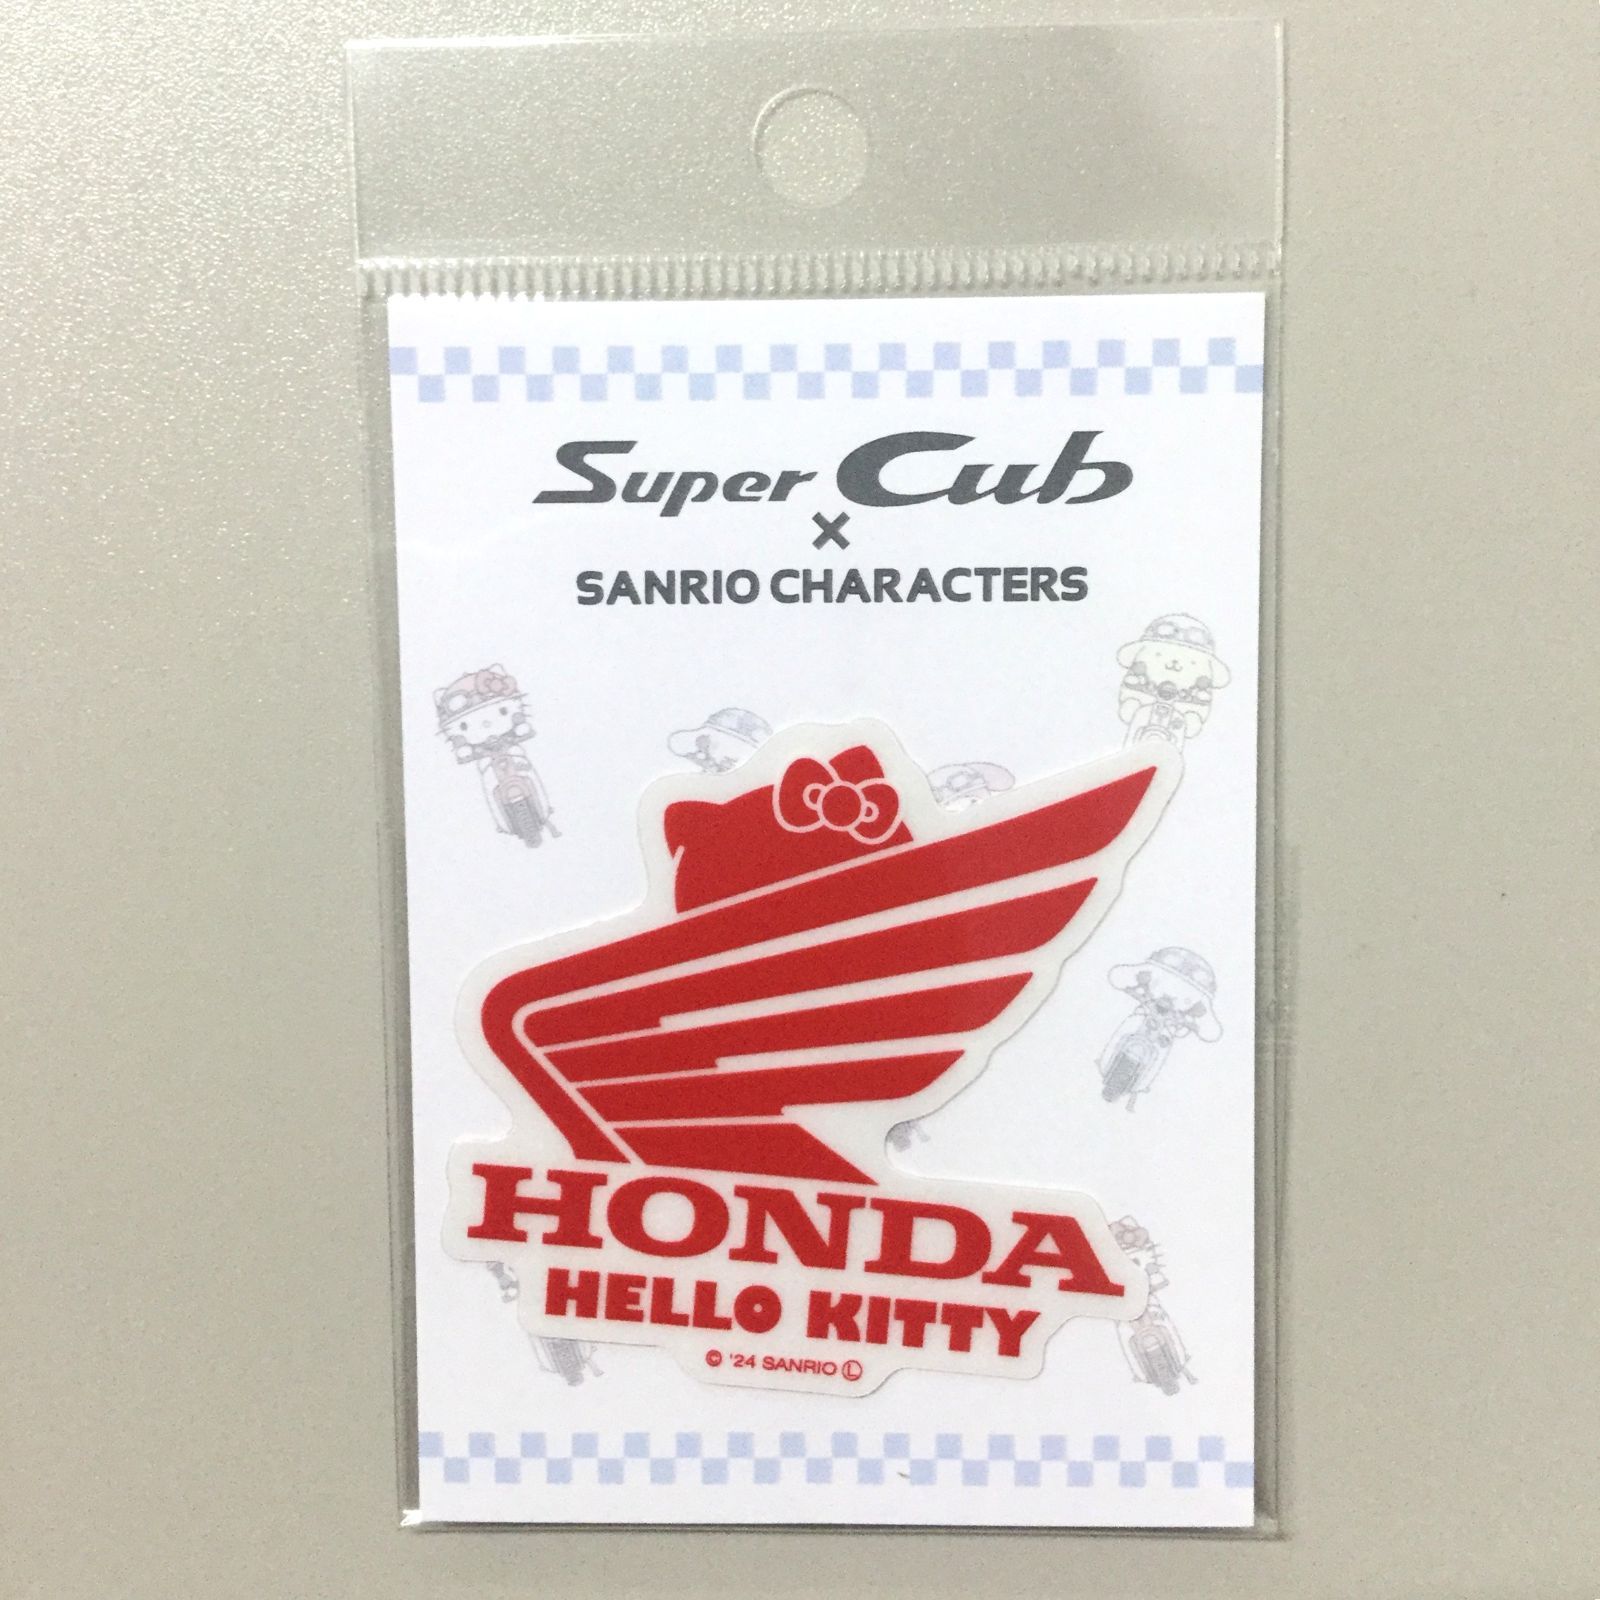 Super Cub
×
SANRIO CHARACTERS
HONDA
HELLO KITTY
© '24 SANRIO Ⓛ